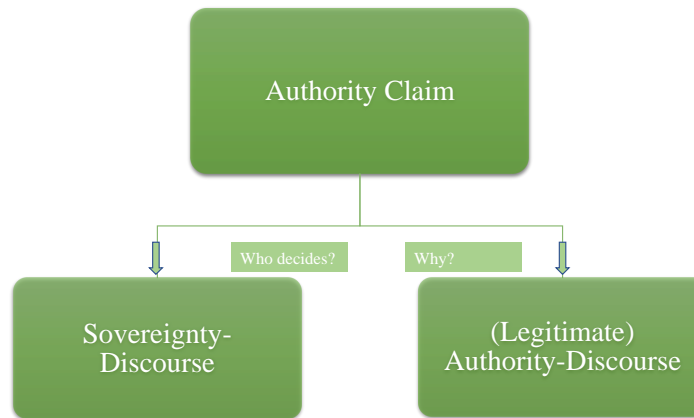 Authority Claim
Who decides?
Why?
Sovereignty-
Discourse
(Legitimate)
Authority-Discourse